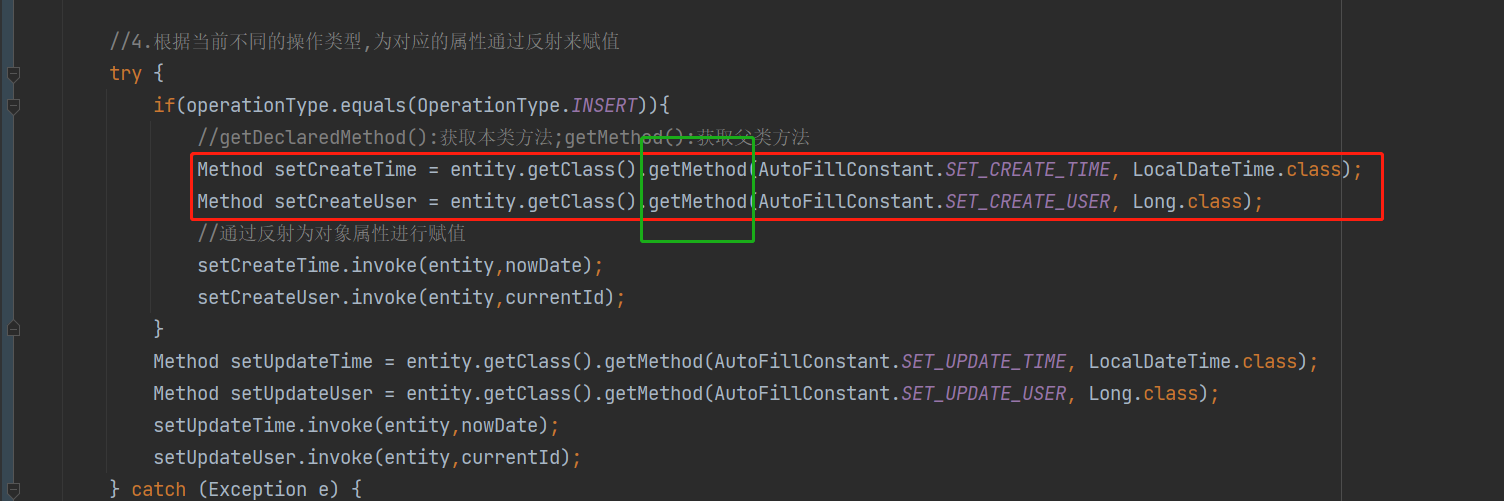 //4.根据当前不同的操作类型,为对应的属性通过反射来赋值
try {
if(operationType.equals(OperationType.INSERT)){
//getDeclaredMethod():获取本类方法;getMethod():获取父类方法
Method setCreateTime = entity.getClass().getMethod(AutoFillConstant.SET_CREATE_TIME, LocalDateTime.class);
Method setCreateUser = entity.getClass().getMethod(AutoFillConstant.SET_CREATE_USER, Long.class);
//通过反射为对象属性进行赋值
setCreateTime.invoke(entity,nowDate);
setCreateUser.invoke(entity,currentId);
}
Method setUpdateTime = entity.getClass().getMethod(AutoFillConstant.SET_UPDATE_TIME, LocalDateTime.class);
Method setUpdateUser = entity.getClass().getMethod(AutoFillConstant.SET_UPDATE_USER, Long.class);
setUpdateTime.invoke(entity,nowDate);
setUpdateUser.invoke(entity,currentId);
} catch (Exception e) {